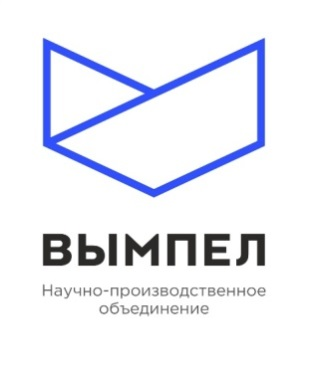 ВЫМПЕЛ
Научно-производственное
объединение